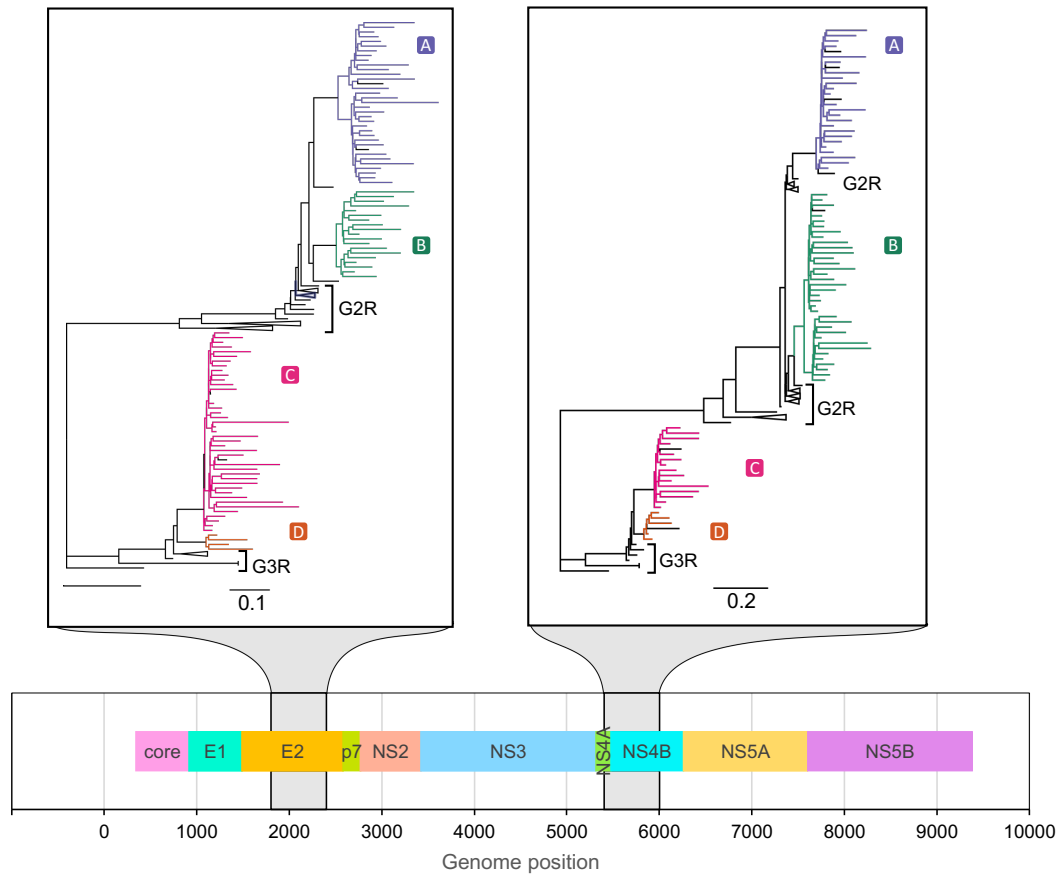 A
B
G2R
C
D
G3R
0.1
A
G2R
B
G2R
C
D
G3R
0.2
core
E1
E2
p7
NS2
NS3
NS4A
NS4B
NS5A
NS5B
0 1000 2000 3000 4000 5000 6000 7000 8000 9000 10000
Genome position